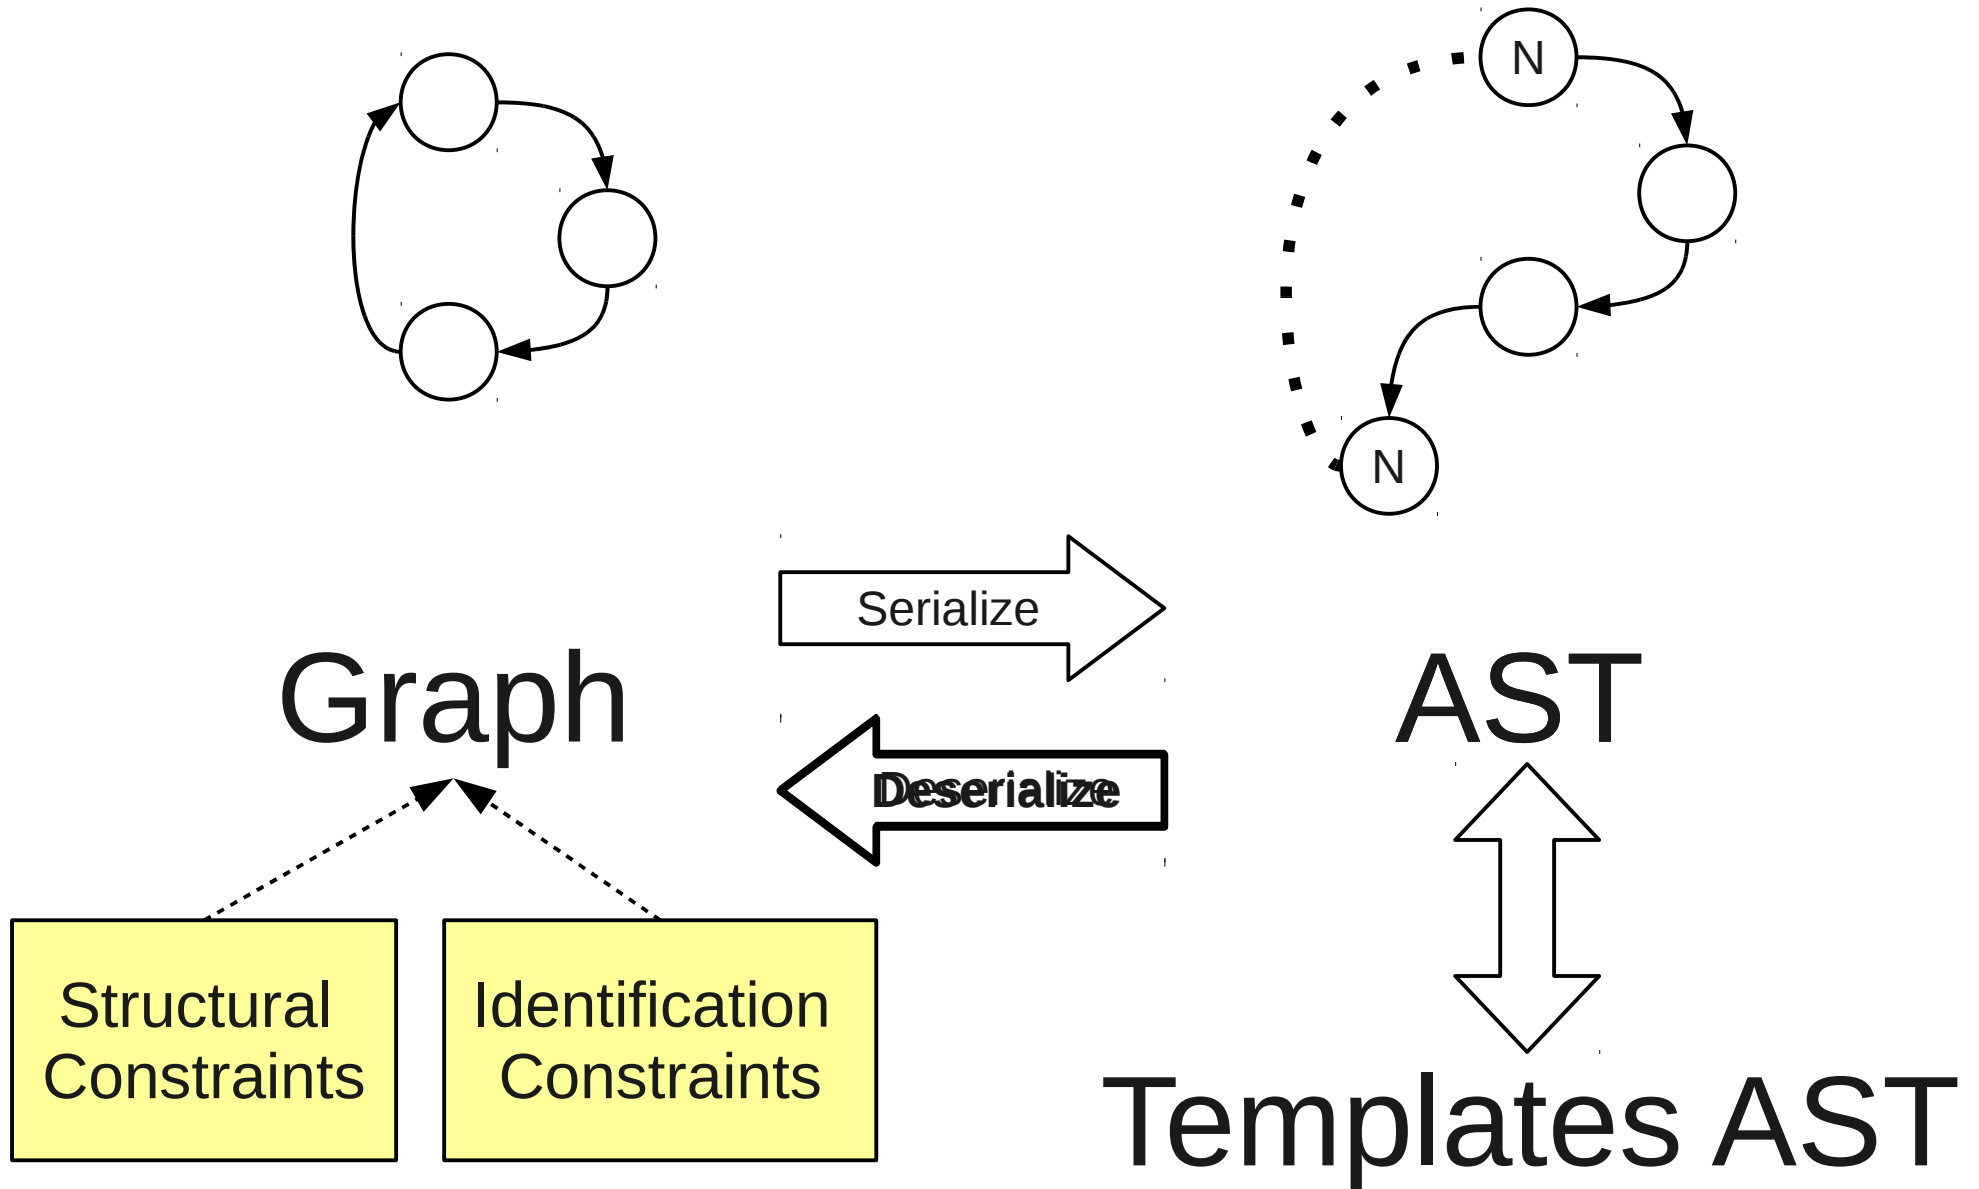 N
N
Serialize
Graph
AST
Deserialize
Structural
Constraints
Identification
Constraints
Templates AST